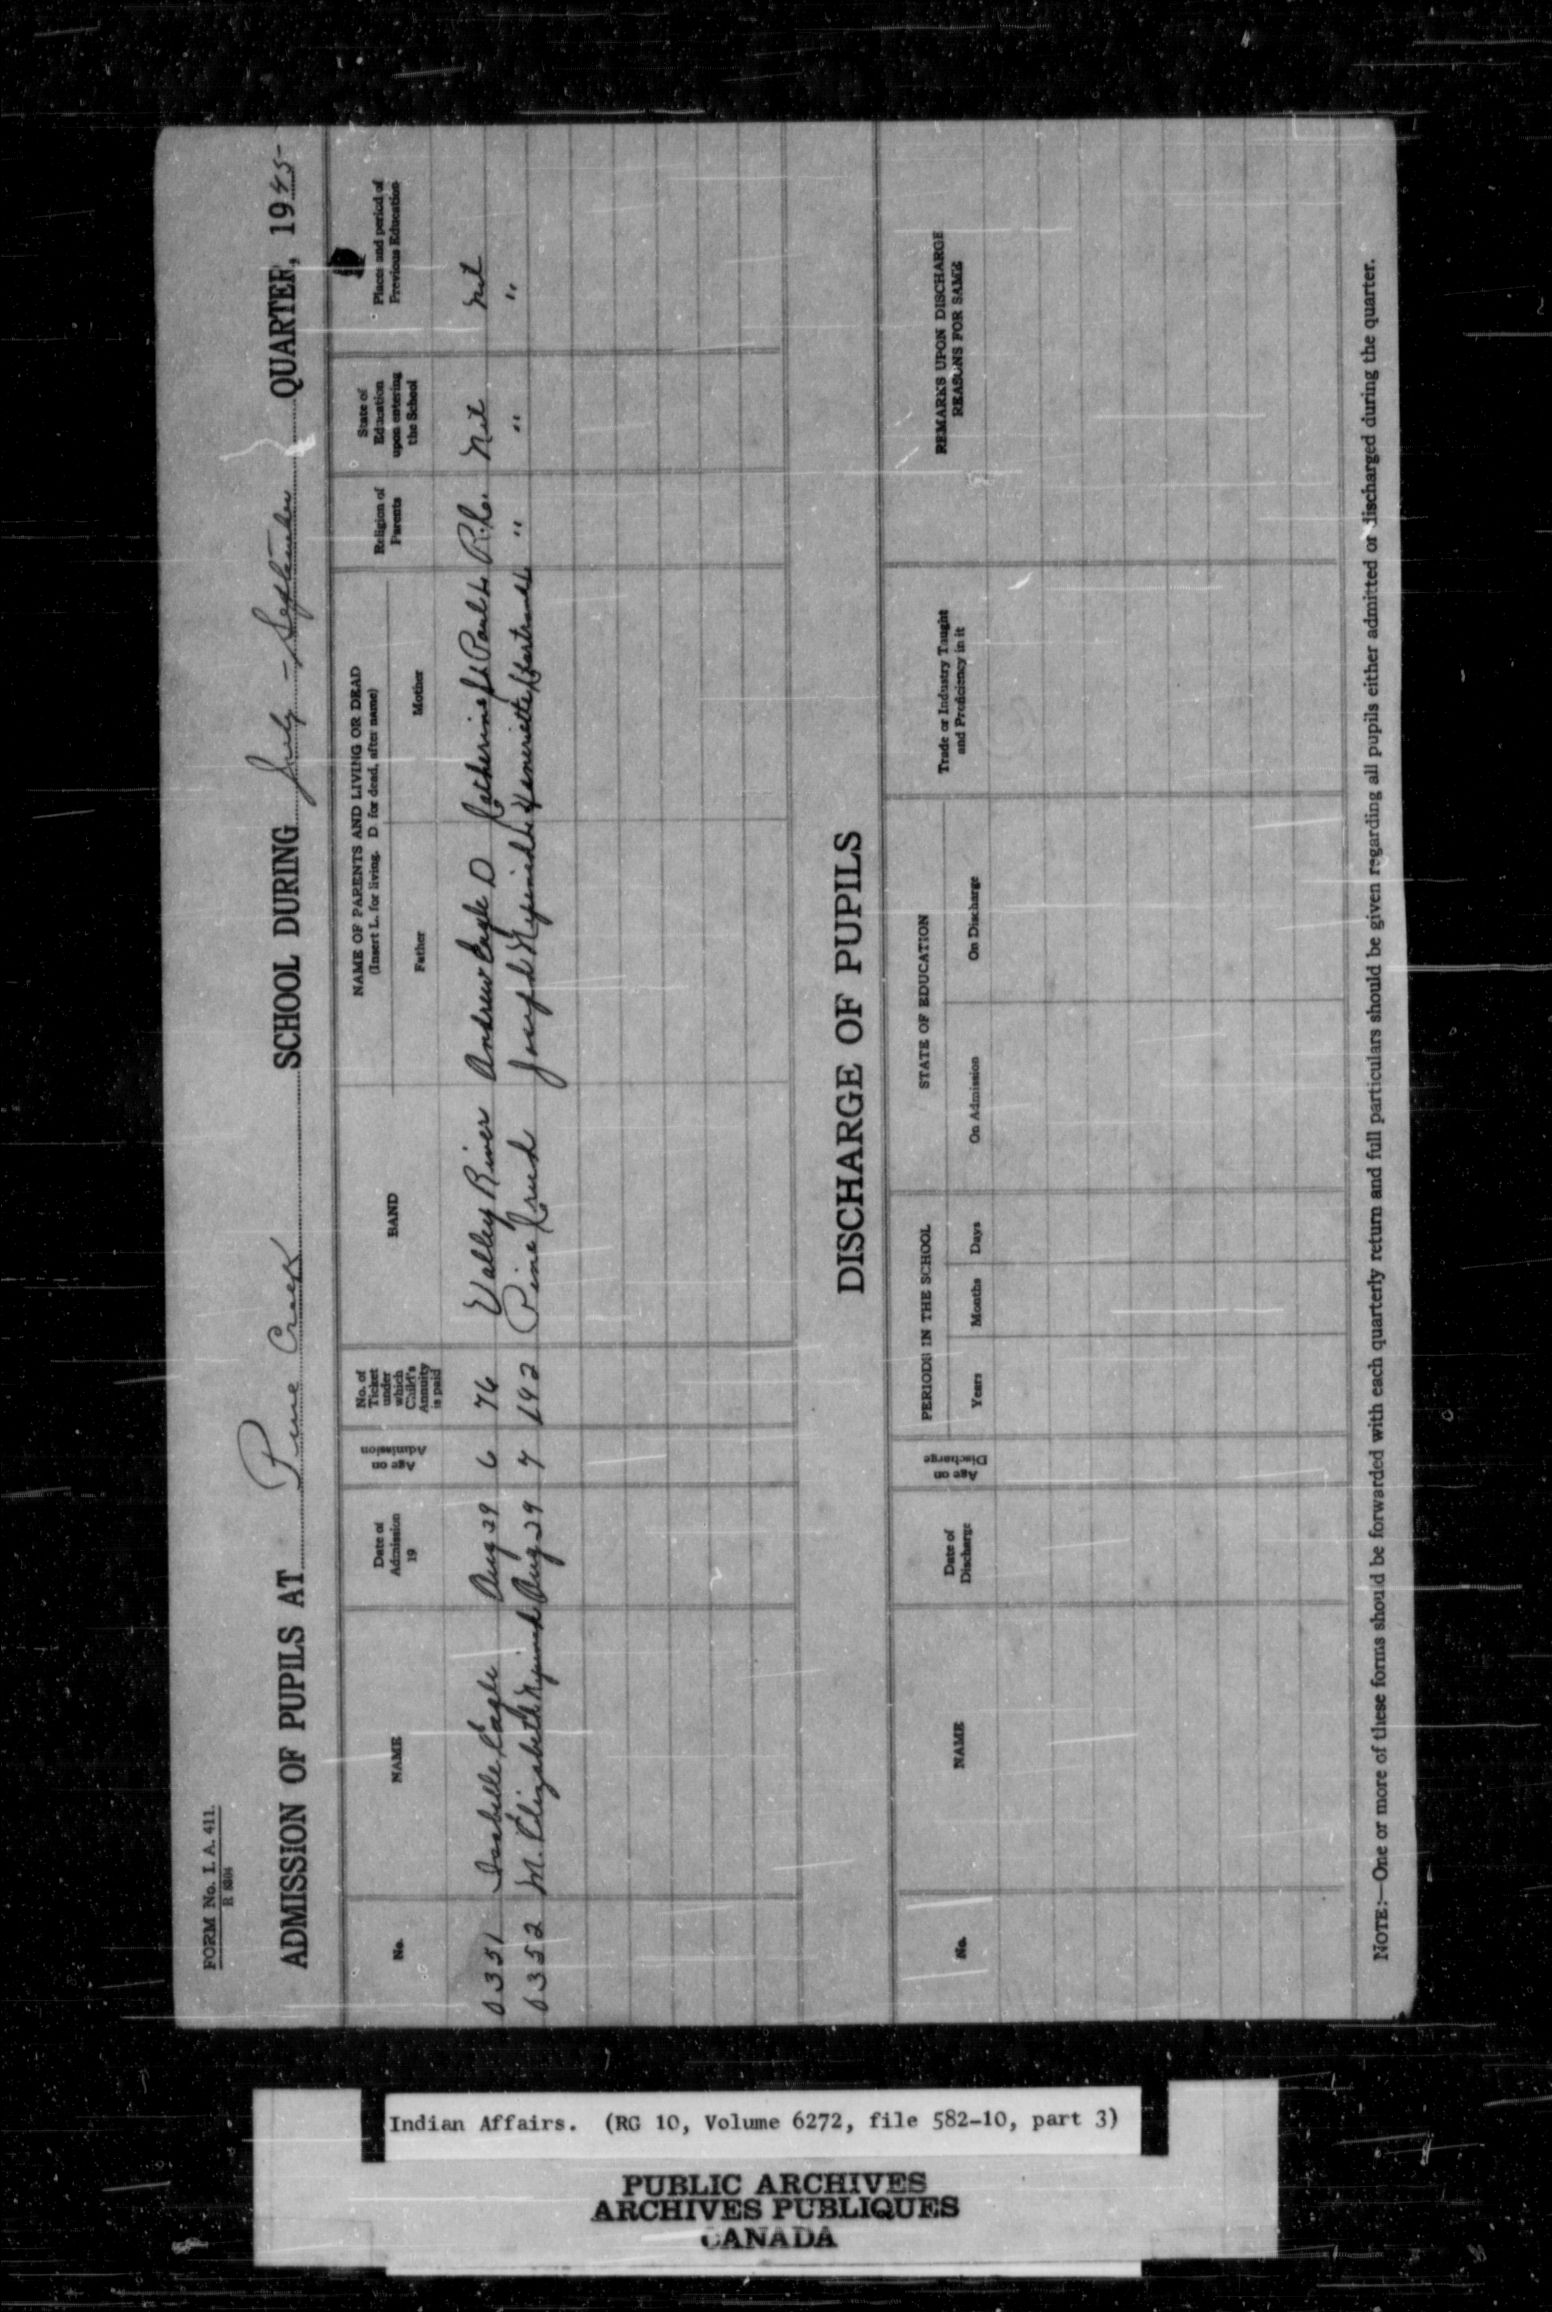 FORM No. I. A. 411.
R 8804
ADMISSION OF PUPILS AT Pine Creek SCHOOL DURING July - September QUARTER, 1945
No.
NAME
Date of Admission 19
Age on Admission
No. of Ticket under which Child's Annuity is paid
BAND
NAME OF PARENTS AND LIVING OR DEAD
(Insert L. for living. D for dead, after name)
Father
Mother
Religion of Parents
State of Education upon entering the School
Places and period of Previous Education
0351 Isabelle Eagle Aug 29 6 76 Valley River Andrew Eagle D Catherine St Paul L R.C. Nil Nil
0352 M. Elizabeth Aug 29 7 192 Pine Creek Joseph Henriette " " "
DISCHARGE OF PUPILS
No.
NAME
Date of Discharge
Age on Discharge
PERIODS IN THE SCHOOL
Years
Months
Days
STATE OF EDUCATION
On Admission
On Discharge
Trade or Industry Taught and Proficiency in it
REMARKS UPON DISCHARGE
REASONS FOR SAME
NOTE:—One or more of these forms should be forwarded with each quarterly return and full particulars should be given regarding all pupils either admitted or discharged during the quarter.
Indian Affairs. (RG 10, Volume 6272, file 582-10, part 3)
PUBLIC ARCHIVES
ARCHIVES PUBLIQUES
CANADA